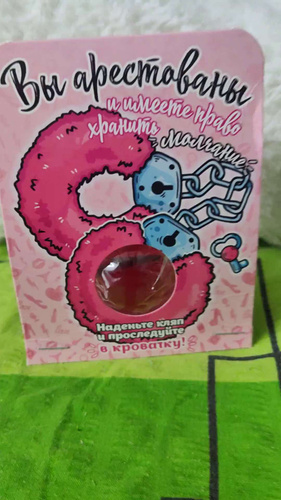 Вы арестованы
и имеете право
хранить
молчание
Наденьте кляп
и проследуйте
в кроватку!